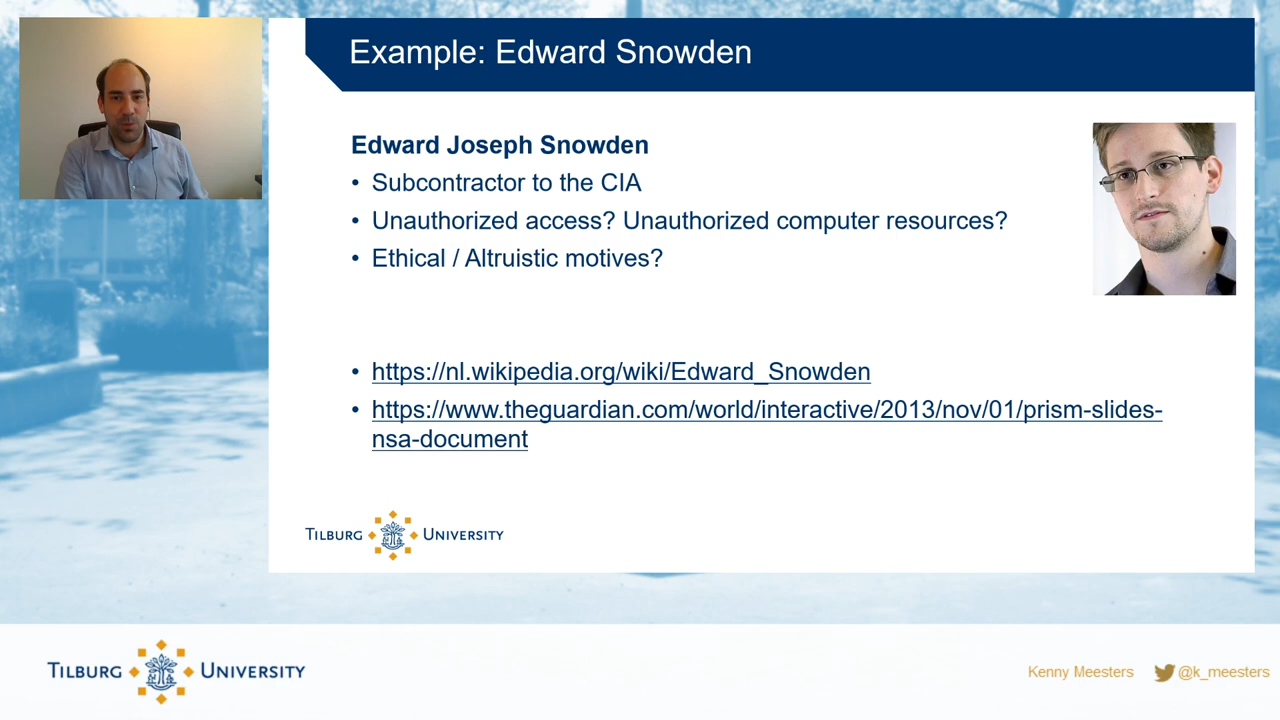 Example: Edward Snowden
Edward Joseph Snowden
• Subcontractor to the CIA
• Unauthorized access? Unauthorized computer resources?
• Ethical / Altruistic motives?
• https://nl.wikipedia.org/wiki/Edward_Snowden
• https://www.theguardian.com/world/interactive/2013/nov/01/prism-slides-
nsa-document
TILBURG UNIVERSITY
TILBURG UNIVERSITY
Kenny Meesters @k_meesters